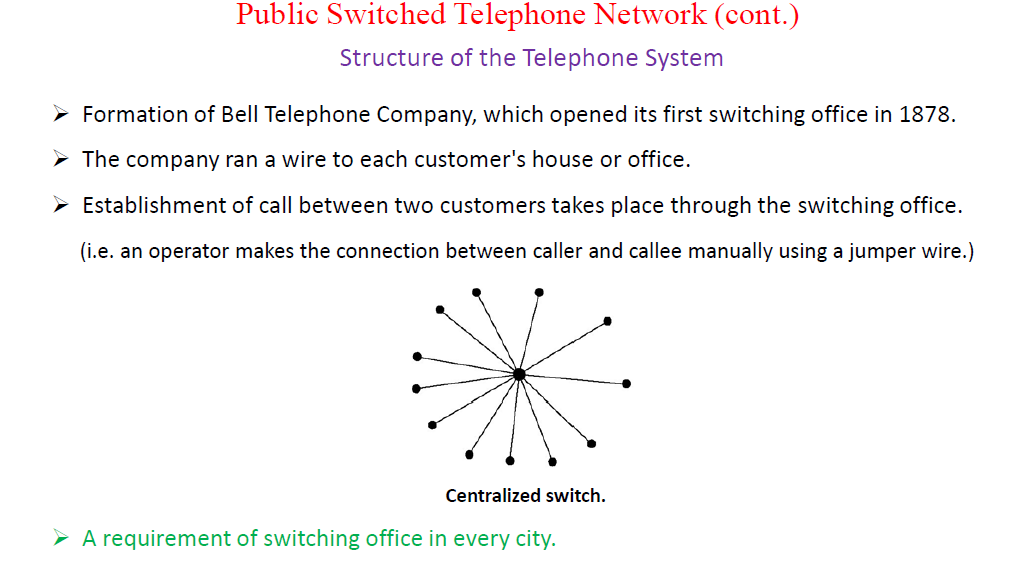 Public Switched Telephone Network (cont.)
Structure of the Telephone System
➢ Formation of Bell Telephone Company, which opened its first switching office in 1878.
➢ The company ran a wire to each customer's house or office.
➢ Establishment of call between two customers takes place through the switching office.
(i.e. an operator makes the connection between caller and callee manually using a jumper wire.)
Centralized switch.
➢ A requirement of switching office in every city.